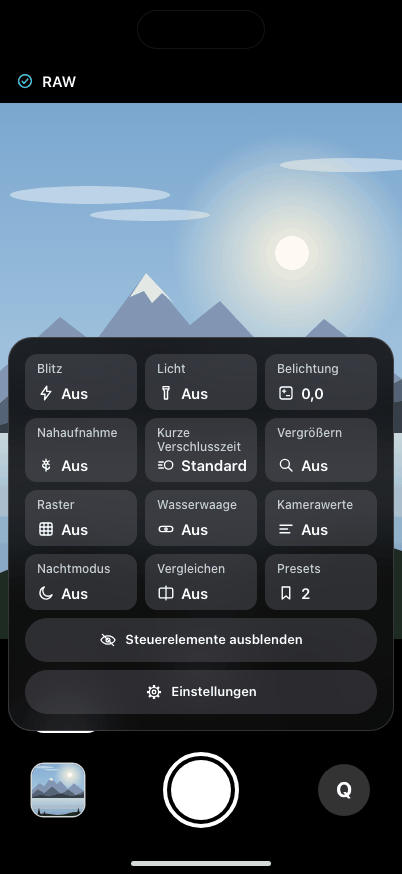 RAW
Blitz
Aus
Licht
Aus
Belichtung
0,0
Nahaufnahme
Aus
Kurze
Verschlusszeit
Standard
Vergrößern
Aus
Raster
Aus
Wasserwaage
Aus
Kamerawerte
Aus
Nachtmodus
Aus
Vergleichen
Aus
Presets
2
Steuerelemente ausblenden
Einstellungen
Q